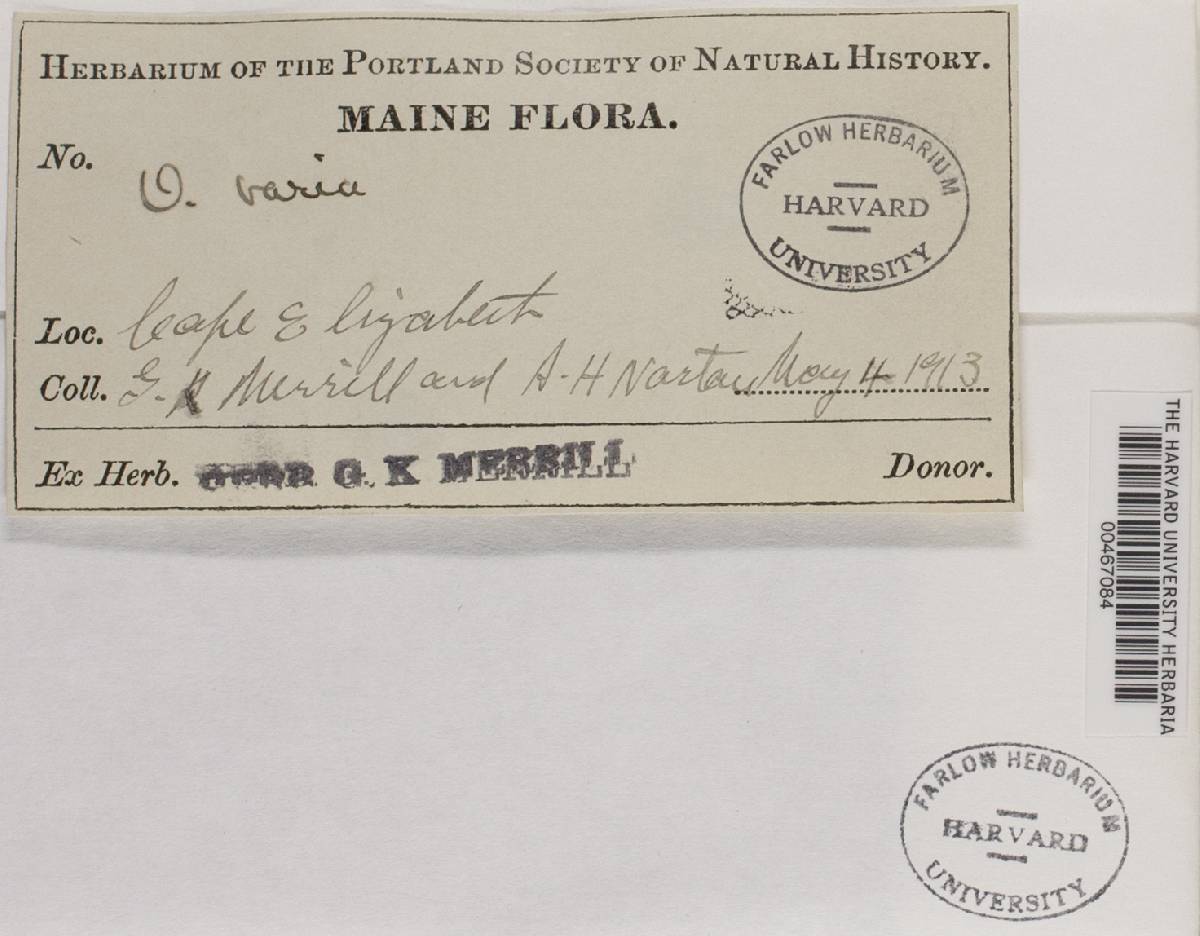 HERBARIUM OF THE PORTLAND SOCIETY OF NATURAL HISTORY.
MAINE FLORA.
No.
O. varia
FARLOW HERBARIUM
HARVARD
UNIVERSITY
Loc. Cape Elizabeth
Coll. G. K Merrill and A-H Norton May 4 1913
Ex Herb. G. K MERRILL Donor.
THE HARVARD UNIVERSITY HERBARIA
00467084
FARLOW HERBARIUM
HARVARD
UNIVERSITY